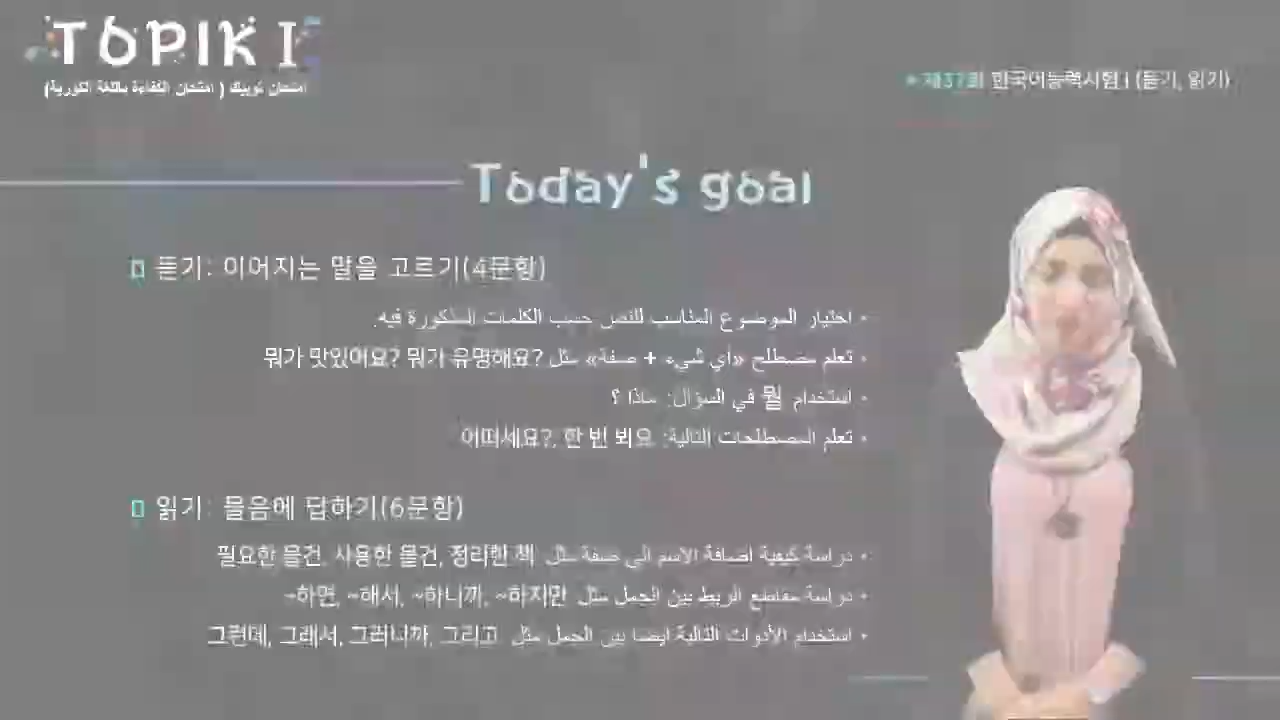 TOPIK I
امتحان توبيك ( امتحان الكفاءة باللغة الكورية)
제37회 한국어능력시험 I (듣기, 읽기)
Today's goal
듣기: 이어지는 말을 고르기(4문항)
• اختيار الموضوع المناسب للنص حسب الكلمات المذكورة فيه.
• تعلم مصطلح «أي شيء + صفة» مثل 뭐가 맛있어요? 뭐가 유명해요?
• استخدام 뭘 في السؤال: ماذا ؟
• تعلم المصطلحات التالية: 어떠세요?, 한 번 봐요
읽기: 물음에 답하기(6문항)
• دراسة كيفية اضافة الاسم الى صفة مثل 필요한 물건, 사용한 물건, 정리한 책
• دراسة مقاطع الربط بين الجمل مثل ~하면, ~해서, ~하니까, ~하지만
• استخدام الأدوات التالية ايضا بين الجمل مثل 그런데, 그래서, 그러니까, 그리고